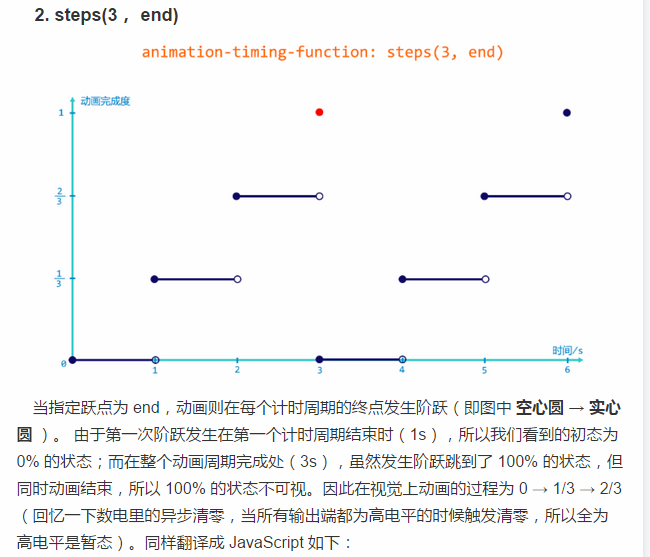 2. steps(3， end)
animation-timing-function: steps(3, end)
动画完成度
1
2
3
1
3
0
1
2
3
4
5
6
时间/s
当指定跃点为 end，动画则在每个计时周期的终点发生阶跃（即图中 空心圆 → 实心
圆 ）。 由于第一次阶跃发生在第一个计时周期结束时（1s），所以我们看到的初态为
0% 的状态；而在整个动画周期完成处（3s），虽然发生阶跃跳到了 100% 的状态，但
同时动画结束，所以 100% 的状态不可视。因此在视觉上动画的过程为 0 → 1/3 → 2/3
（回忆一下数电里的异步清零，当所有输出端都为高电平的时候触发清零，所以全为
高电平是暂态）。同样翻译成 JavaScript 如下：